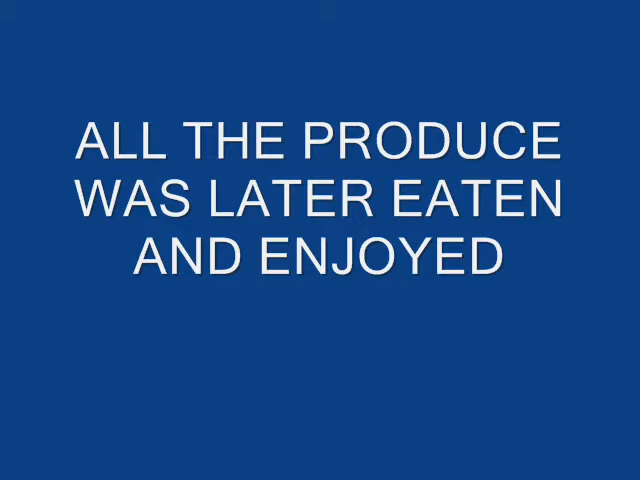 ALL THE PRODUCE
WAS LATER EATEN
AND ENJOYED